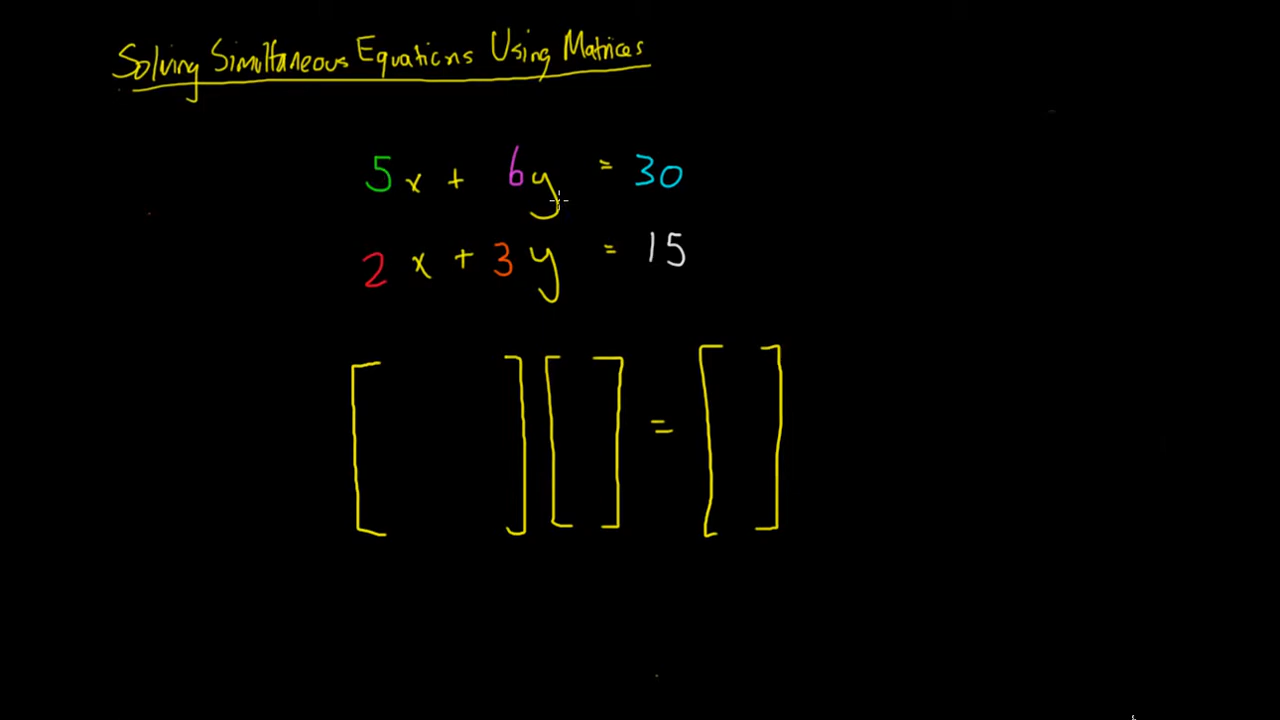 Solving Simultaneous Equations Using Matrices
5x + 6y = 30
2x + 3y = 15
[ ] [ ] = [ ]